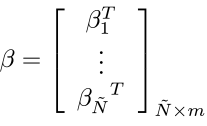 β = [ β_1^T
⋮
β_Ñ^T ]_{Ñ×m}